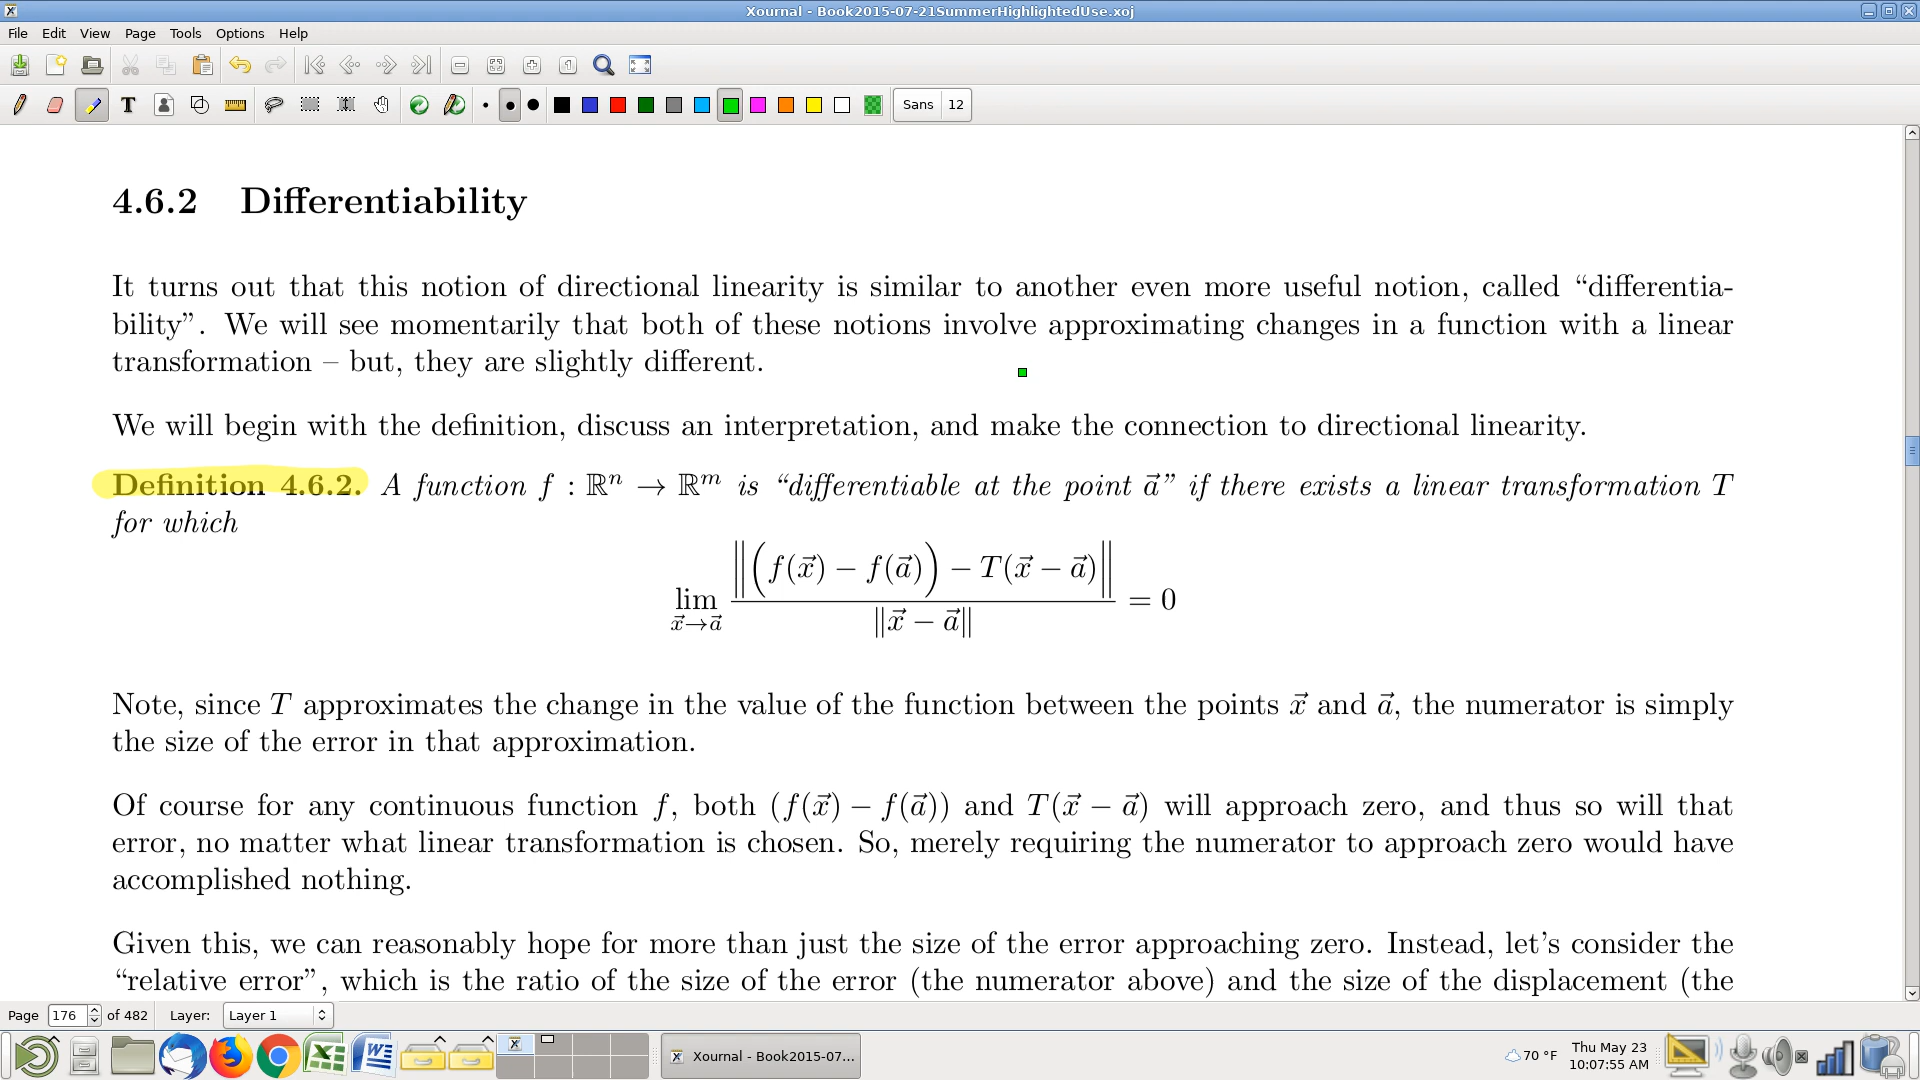 Xournal - Book2015-07-21SummerHighlightedUse.xoj
File Edit View Page Tools Options Help
Sans 12
4.6.2 Differentiability
It turns out that this notion of directional linearity is similar to another even more useful notion, called “differentia-
bility”. We will see momentarily that both of these notions involve approximating changes in a function with a linear
transformation – but, they are slightly different.
We will begin with the definition, discuss an interpretation, and make the connection to directional linearity.
Definition 4.6.2. A function f : ℝⁿ → ℝᵐ is “differentiable at the point a⃗” if there exists a linear transformation T
for which
lim x⃗→a⃗ ‖(f(x⃗) − f(a⃗)) − T(x⃗ − a⃗)‖ / ‖x⃗ − a⃗‖ = 0
Note, since T approximates the change in the value of the function between the points x⃗ and a⃗, the numerator is simply
the size of the error in that approximation.
Of course for any continuous function f, both (f(x⃗) − f(a⃗)) and T(x⃗ − a⃗) will approach zero, and thus so will that
error, no matter what linear transformation is chosen. So, merely requiring the numerator to approach zero would have
accomplished nothing.
Given this, we can reasonably hope for more than just the size of the error approaching zero. Instead, let’s consider the
“relative error”, which is the ratio of the size of the error (the numerator above) and the size of the displacement (the
Page 176 of 482 Layer: Layer 1
Xournal - Book2015-07...
70 °F
Thu May 23
10:07:55 AM